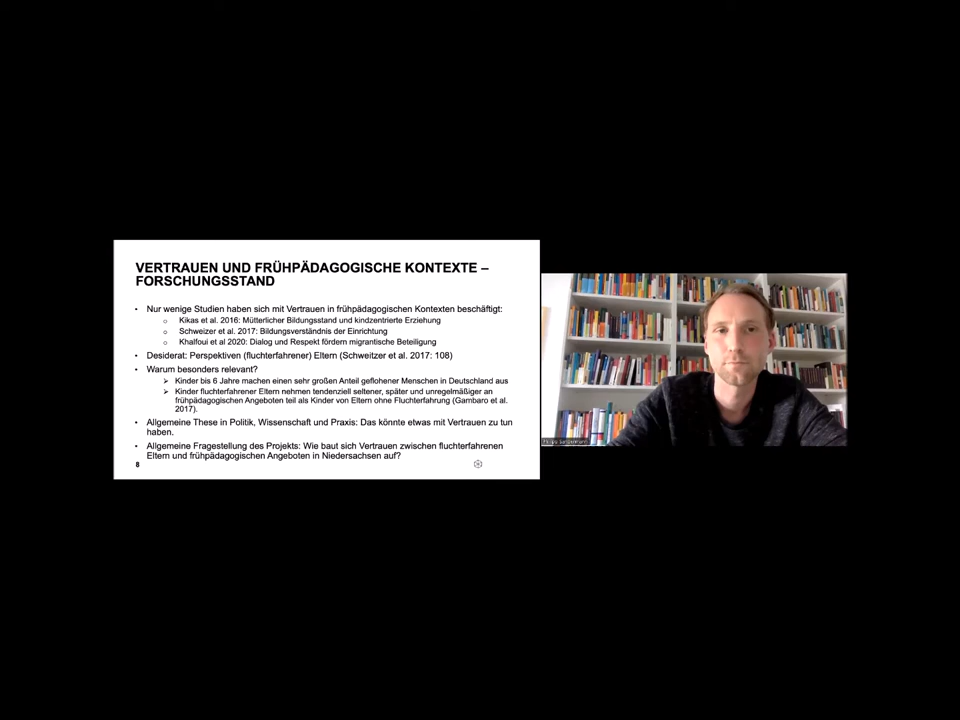 VERTRAUEN UND FRÜHPÄDAGOGISCHE KONTEXTE –
FORSCHUNGSSTAND
• Nur wenige Studien haben sich mit Vertrauen in frühpädagogischen Kontexten beschäftigt:
o Kikas et al. 2016: Mütterlicher Bildungsstand und kindzentrierte Erziehung
o Schweizer et al. 2017: Bildungsverständnis der Einrichtung
o Khalfoui et al 2020: Dialog und Respekt fördern migrantische Beteiligung
• Desiderat: Perspektiven (fluchterfahrener) Eltern (Schweitzer et al. 2017: 108)
• Warum besonders relevant?
➢ Kinder bis 6 Jahre machen einen sehr großen Anteil geflohener Menschen in Deutschland aus
➢ Kinder fluchterfahrener Eltern nehmen tendenziell seltener, später und unregelmäßiger an
frühpädagogischen Angeboten teil als Kinder von Eltern ohne Fluchterfahrung (Gambaro et al.
2017).
• Allgemeine These in Politik, Wissenschaft und Praxis: Das könnte etwas mit Vertrauen zu tun
haben.
• Allgemeine Fragestellung des Projekts: Wie baut sich Vertrauen zwischen fluchterfahrenen
Eltern und frühpädagogischen Angeboten in Niedersachsen auf?
8